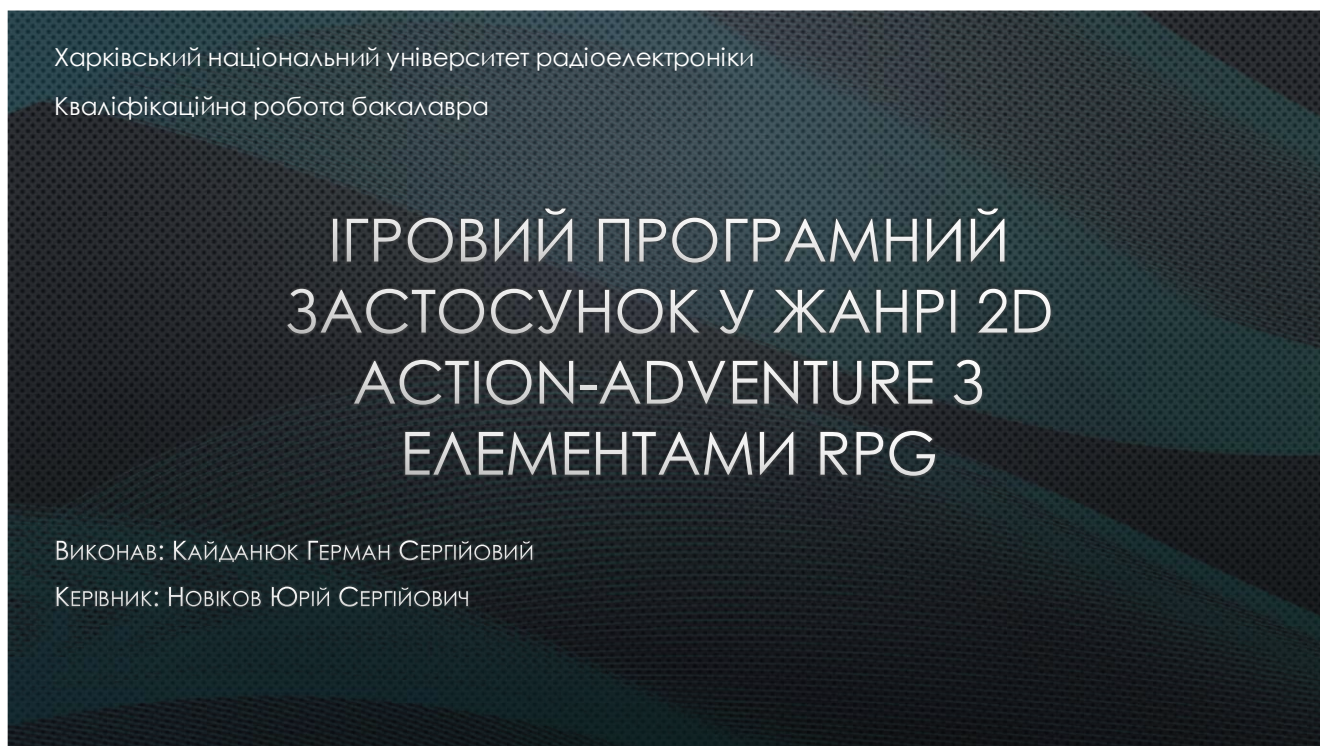 Харківський національний університет радіоелектроніки
Кваліфікаційна робота бакалавра
ІГРОВИЙ ПРОГРАМНИЙ
ЗАСТОСУНОК У ЖАНРІ 2D
ACTION-ADVENTURE З
ЕЛЕМЕНТАМИ RPG
Виконав: Кайданюк Герман Сергійовий
Керівник: Новіков Юрій Сергійович